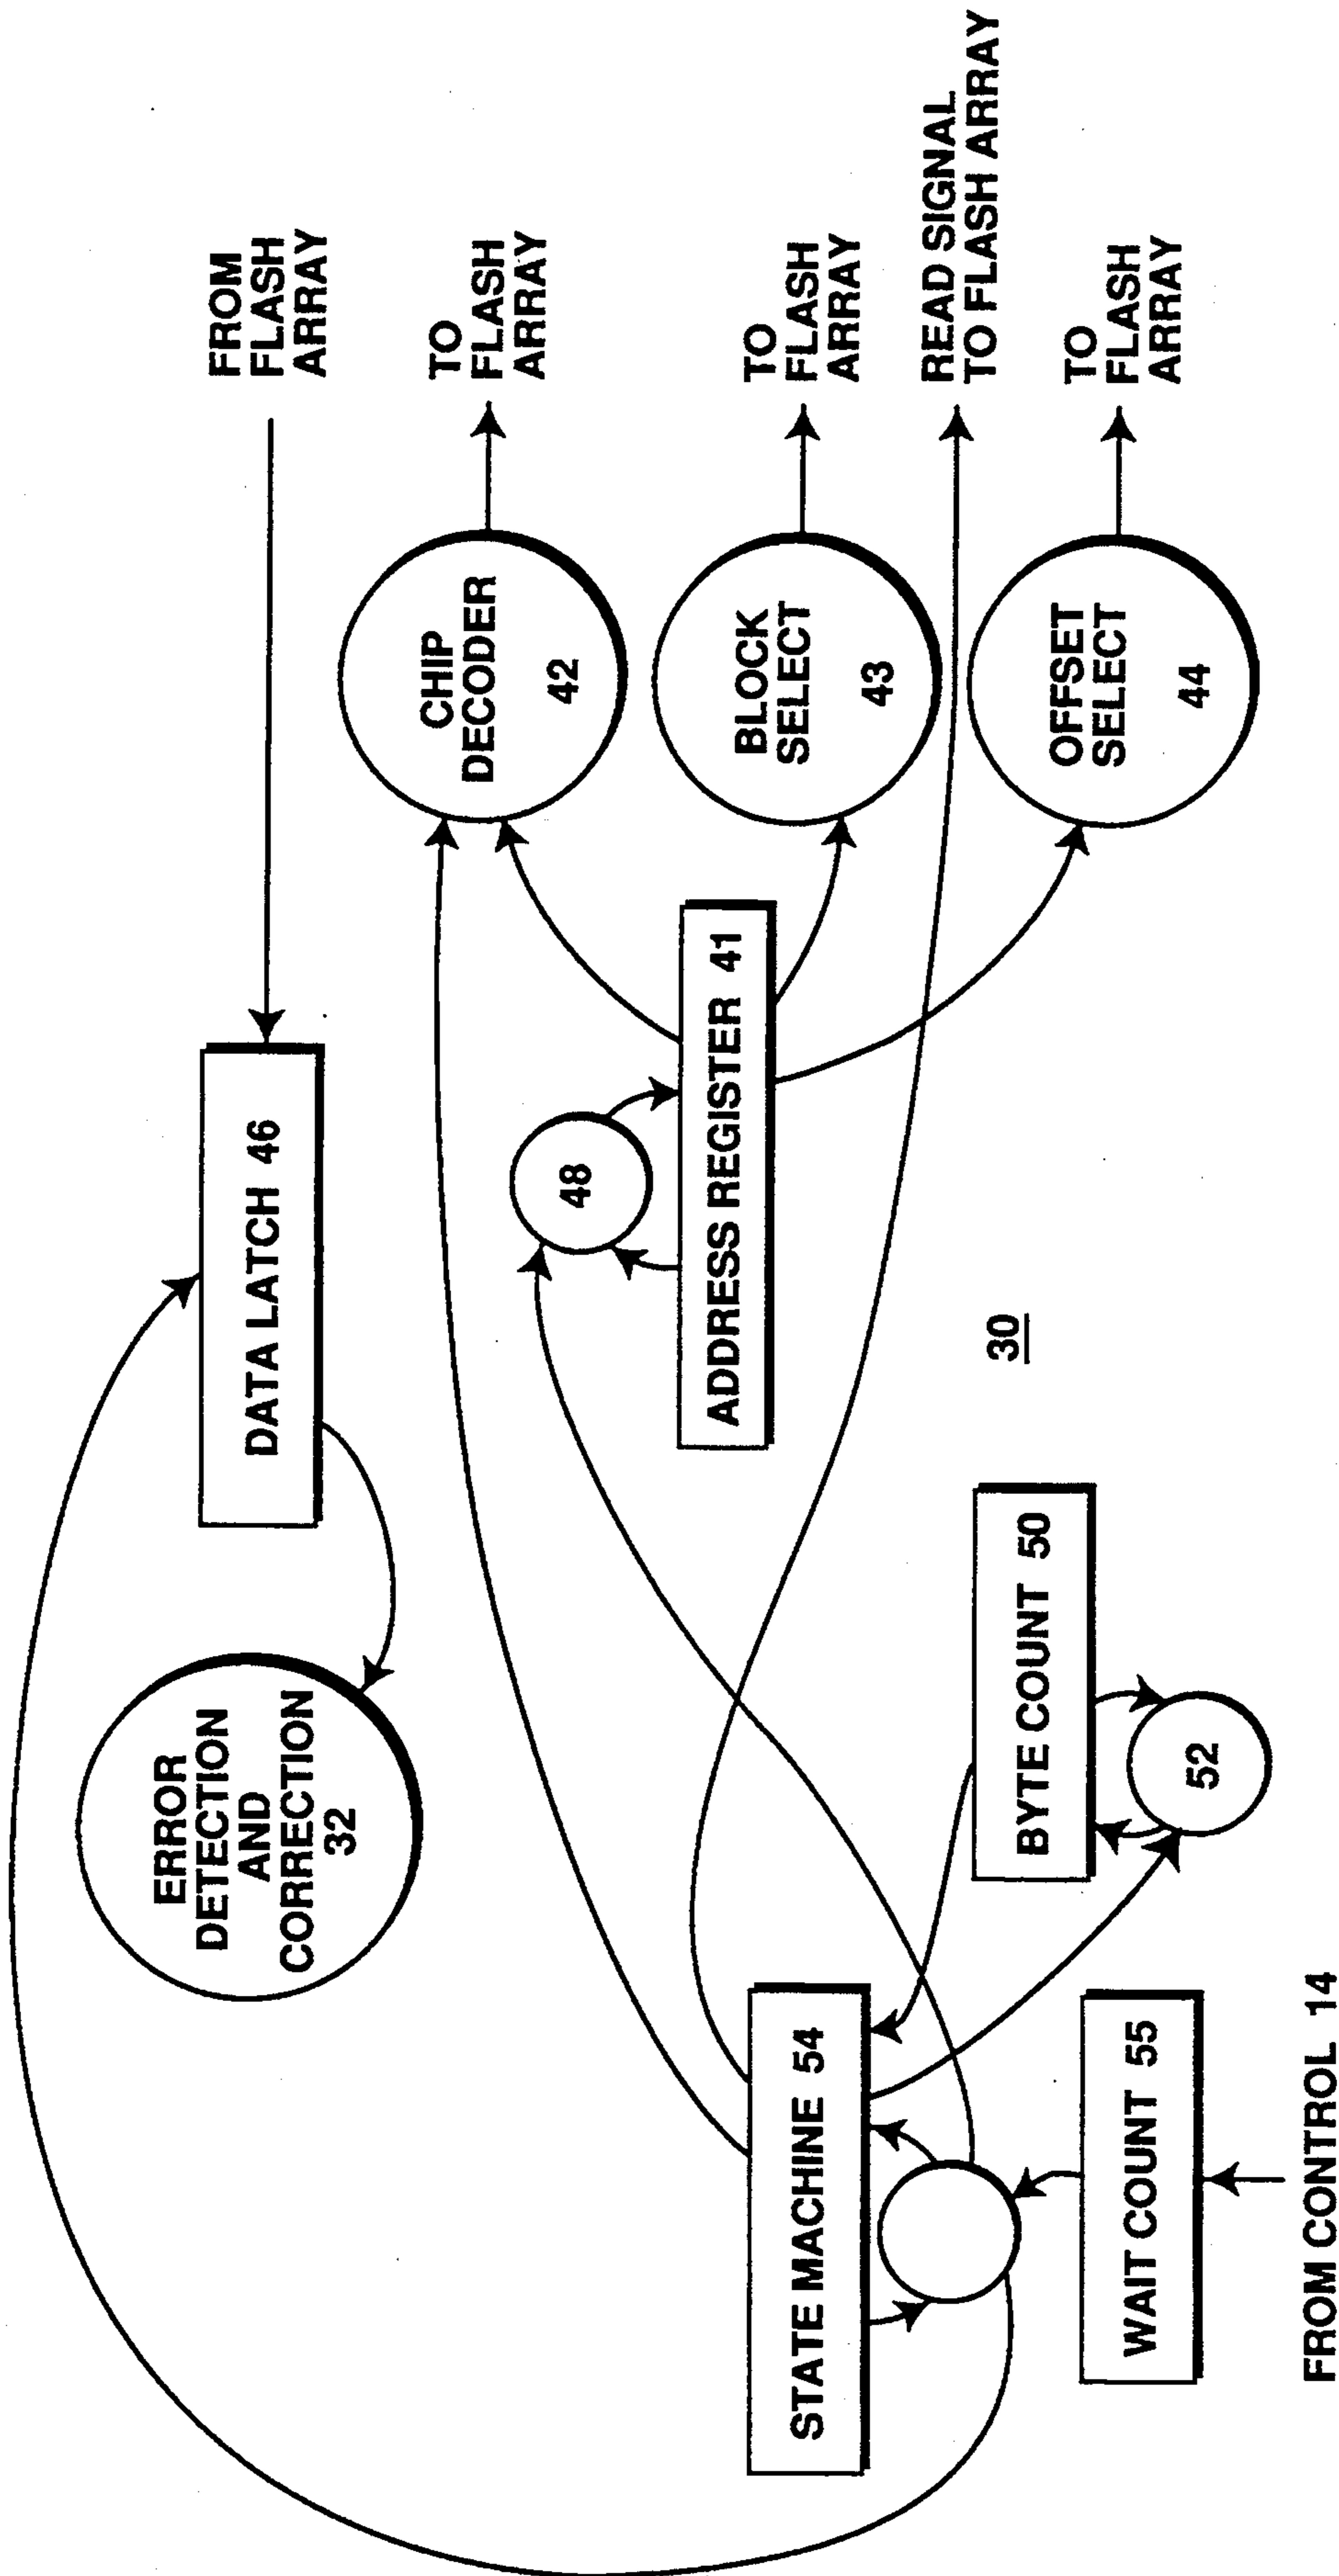 FROM
FLASH
ARRAY
ERROR
DETECTION
AND
CORRECTION
32
DATA LATCH 46
CHIP
DECODER
42
TO
FLASH
ARRAY
48
ADDRESS REGISTER 41
BLOCK
SELECT
43
TO
FLASH
ARRAY
STATE MACHINE 54
READ SIGNAL
TO FLASH ARRAY
30
BYTE COUNT 50
52
OFFSET
SELECT
44
TO
FLASH
ARRAY
WAIT COUNT 55
FROM CONTROL 14